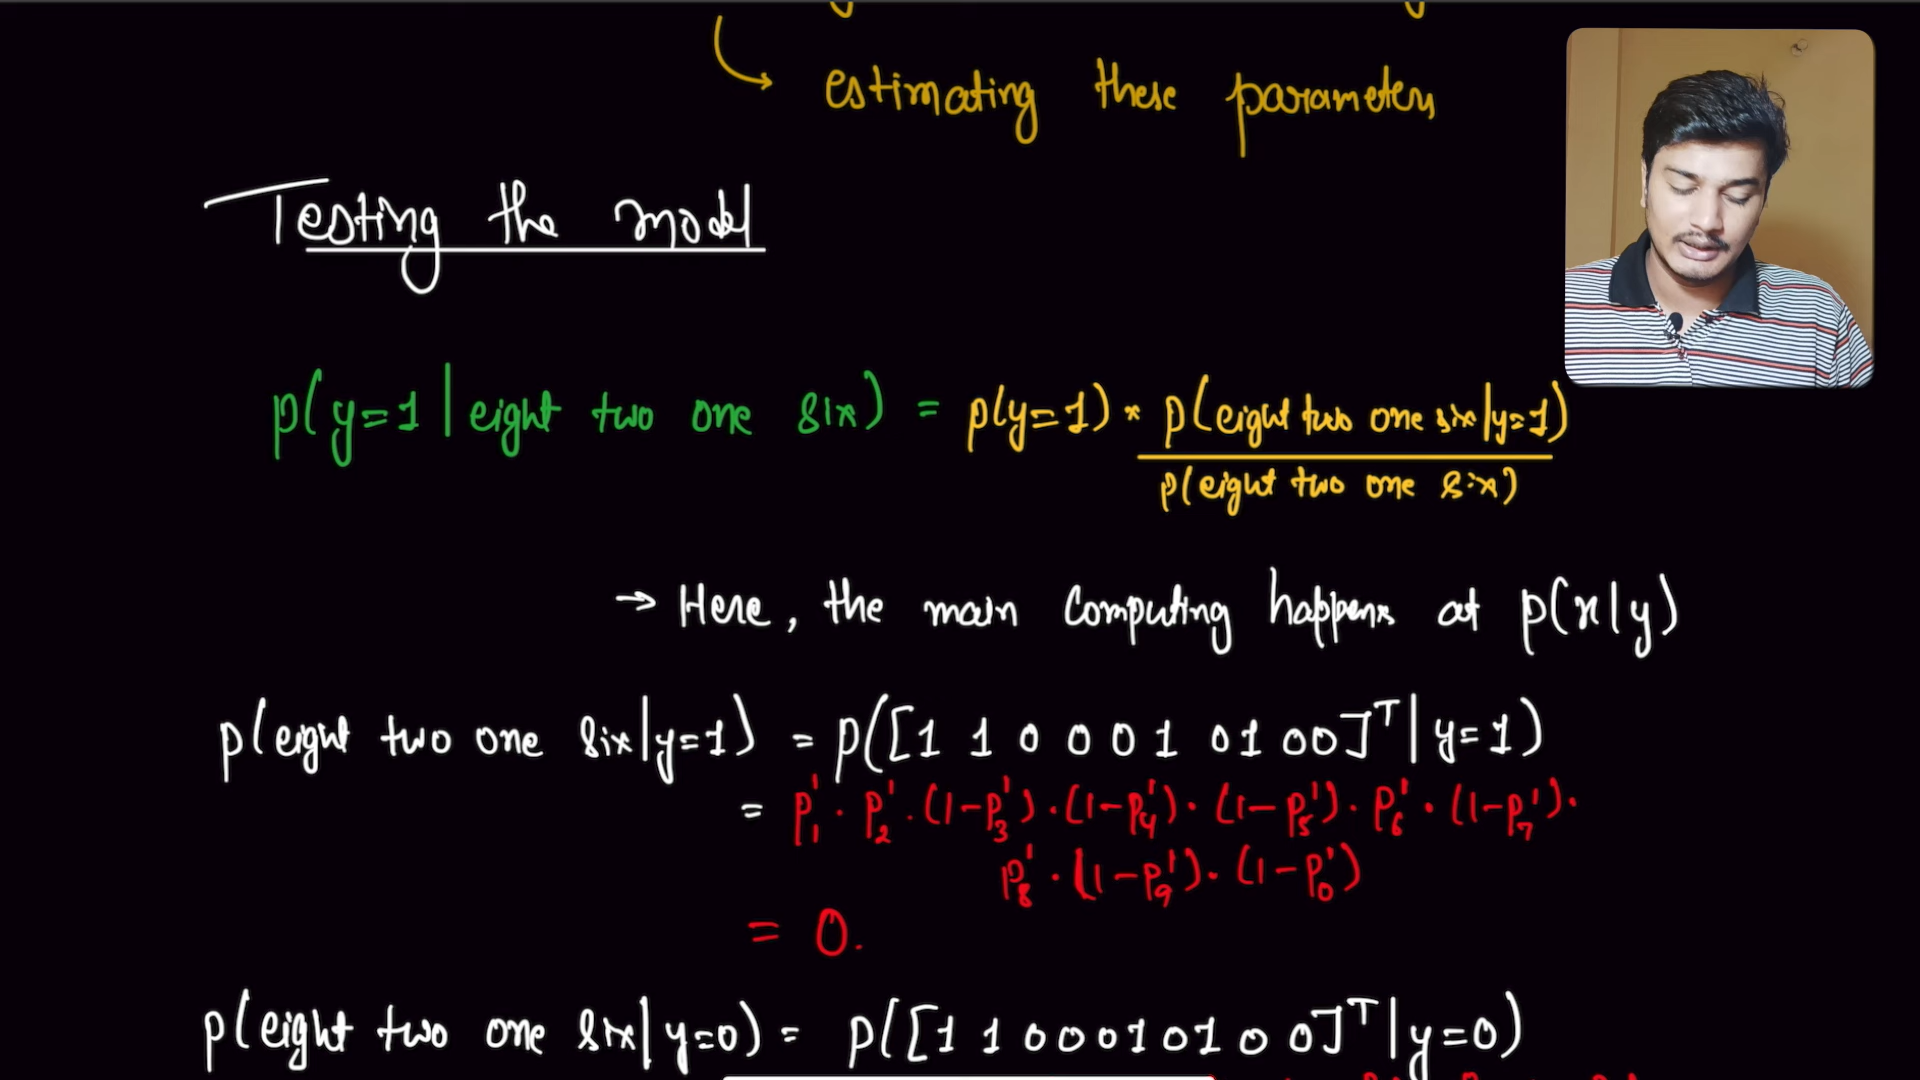 estimating these parameters
Testing the model
p(y=1|eight two one six) = p(y=1) * p(eight two one six|y=1)
p(eight two one six)
→ Here, the main computing happens at p(x|y)
p(eight two one six|y=1) = p([1 1 0 0 0 1 0 1 0 0]ᵀ|y=1)
= p₁¹ · p₂¹ · (1-p₃¹) · (1-p₄¹) · (1-p₅¹) · p₆¹ · (1-p₇¹) ·
p₈¹ · (1-p₉¹) · (1-p₀¹)
= 0.
p(eight two one six|y=0) = p([1 1 0 0 0 1 0 1 0 0]ᵀ|y=0)